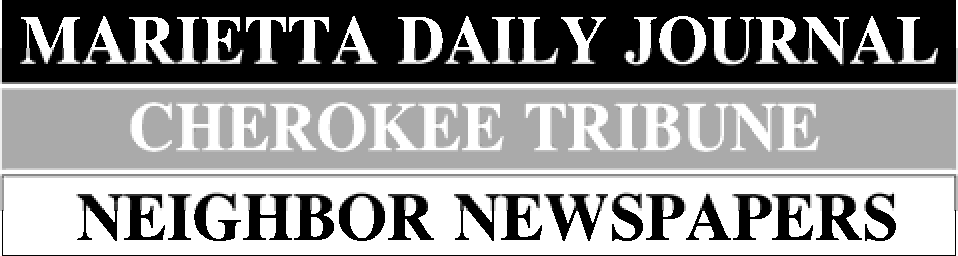 MARIETTA DAILY JOURNAL
CHEROKEE TRIBUNE
NEIGHBOR NEWSPAPERS